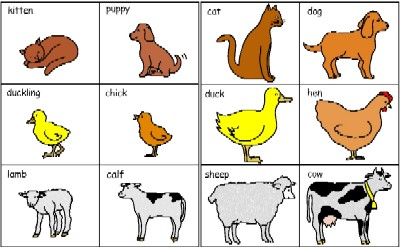 kitten
puppy
cat
dog
duckling
chick
duck
hen
lamb
calf
sheep
cow